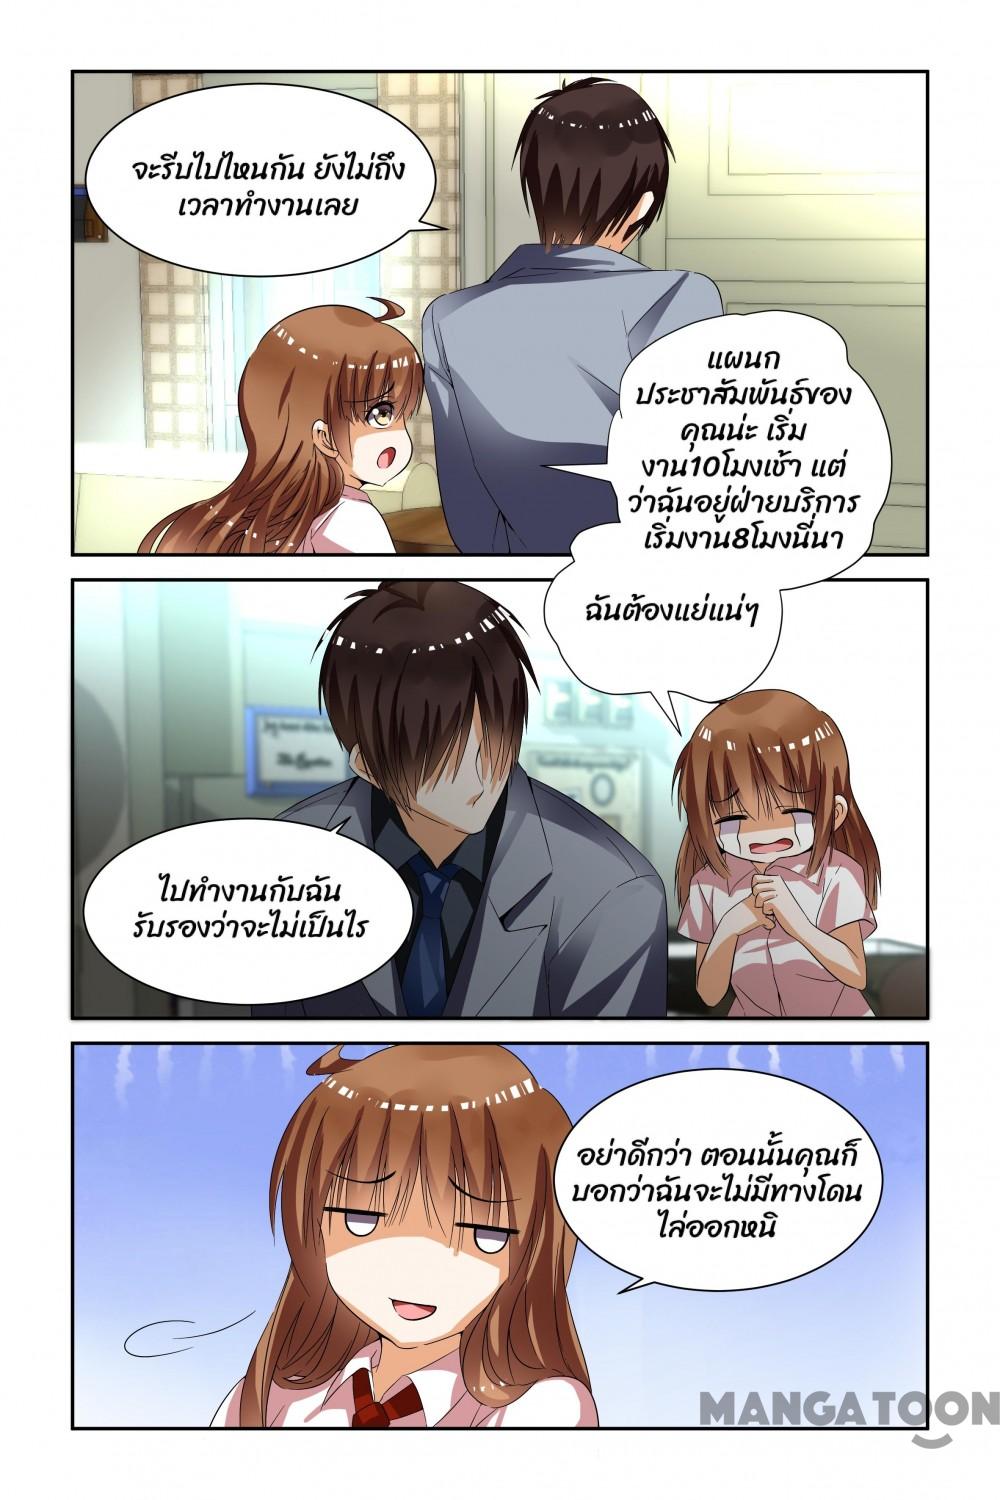 จะรีบไปไหนกัน ยังไม่ถึง
เวลาทำงานเลย
แผนก
ประชาสัมพันธ์ของ
คุณน่ะ เริ่ม
งาน10โมงเช้า แต่
ว่าฉันอยู่ฝ่ายบริการ
เริ่มงาน8โมงนี่นา
ฉันต้องแย่แน่ๆ
ไปทำงานกับฉัน
รับรองว่าจะไม่เป็นไร
อย่าดีกว่า ตอนนั้นคุณก็
บอกว่าฉันจะไม่มีทางโดน
ไล่ออกหนิ
MANGATOON